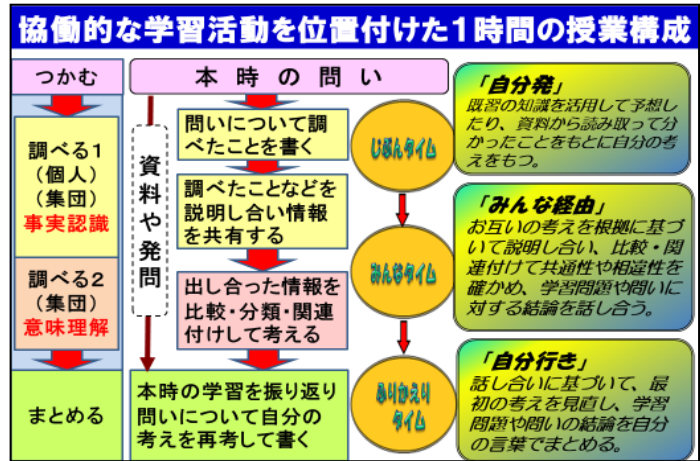 協働的な学習活動を位置付けた1時間の授業構成
つかむ
調べる1
(個人)
(集団)
事実認識
調べる2
(集団)
意味理解
まとめる
本時の問い
資料や発問
問いについて調
べたことを書く
調べたことなどを
説明し合い情報
を共有する
出し合った情報を
比較・分類・関連
付けして考える
本時の学習を振り返り
問いについて自分の
考えを再考して書く
じぶんタイム
みんなタイム
ふりかえり
タイム
「自分発」
既習の知識を活用して予想し
たり、資料から読み取って分
かったことをもとに自分の考
えをもつ。
「みんな経由」
お互いの考えを根拠に基づ
いて説明し合い、比較・関
連付けて共通性や相違性を
確かめ、学習問題や問いに
対する結論を話し合う。
「自分行き」
話し合いに基づいて、最
初の考えを見直し、学習
問題や問いの結論を自分
の言葉でまとめる。